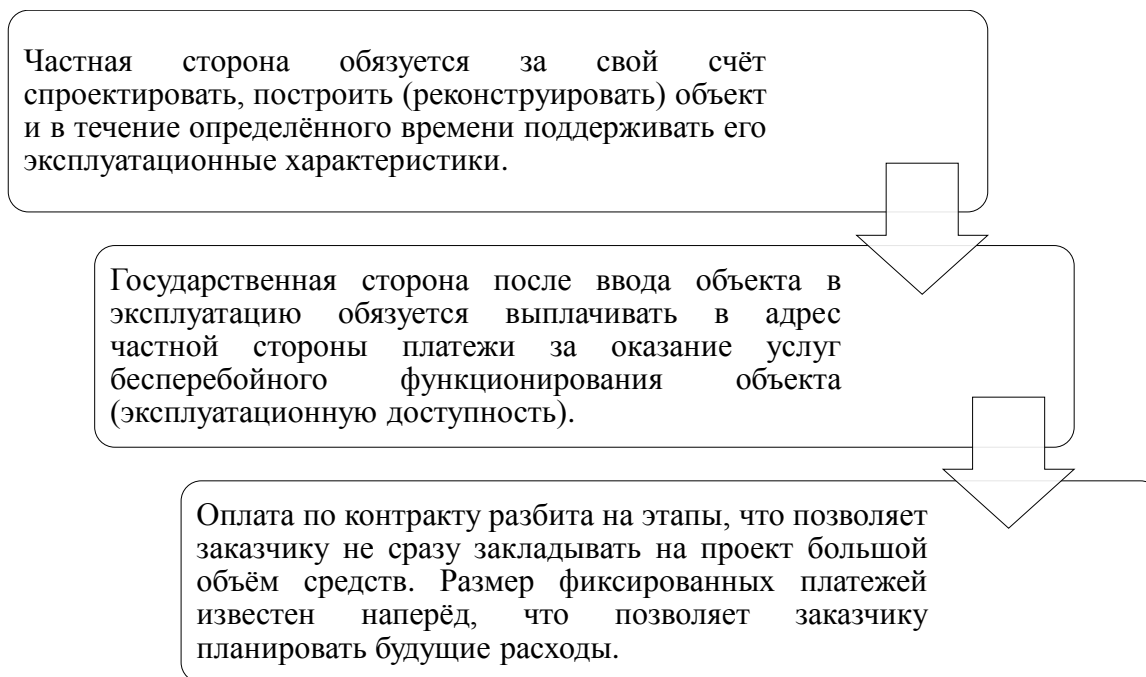 Частная сторона обязуется за свой счёт
спроектировать, построить (реконструировать) объект
и в течение определённого времени поддерживать его
эксплуатационные характеристики.
Государственная сторона после ввода объекта в
эксплуатацию обязуется выплачивать в адрес
частной стороны платежи за оказание услуг
бесперебойного функционирования объекта
(эксплуатационную доступность).
Оплата по контракту разбита на этапы, что позволяет
заказчику не сразу закладывать на проект большой
объём средств. Размер фиксированных платежей
известен наперёд, что позволяет заказчику
планировать будущие расходы.